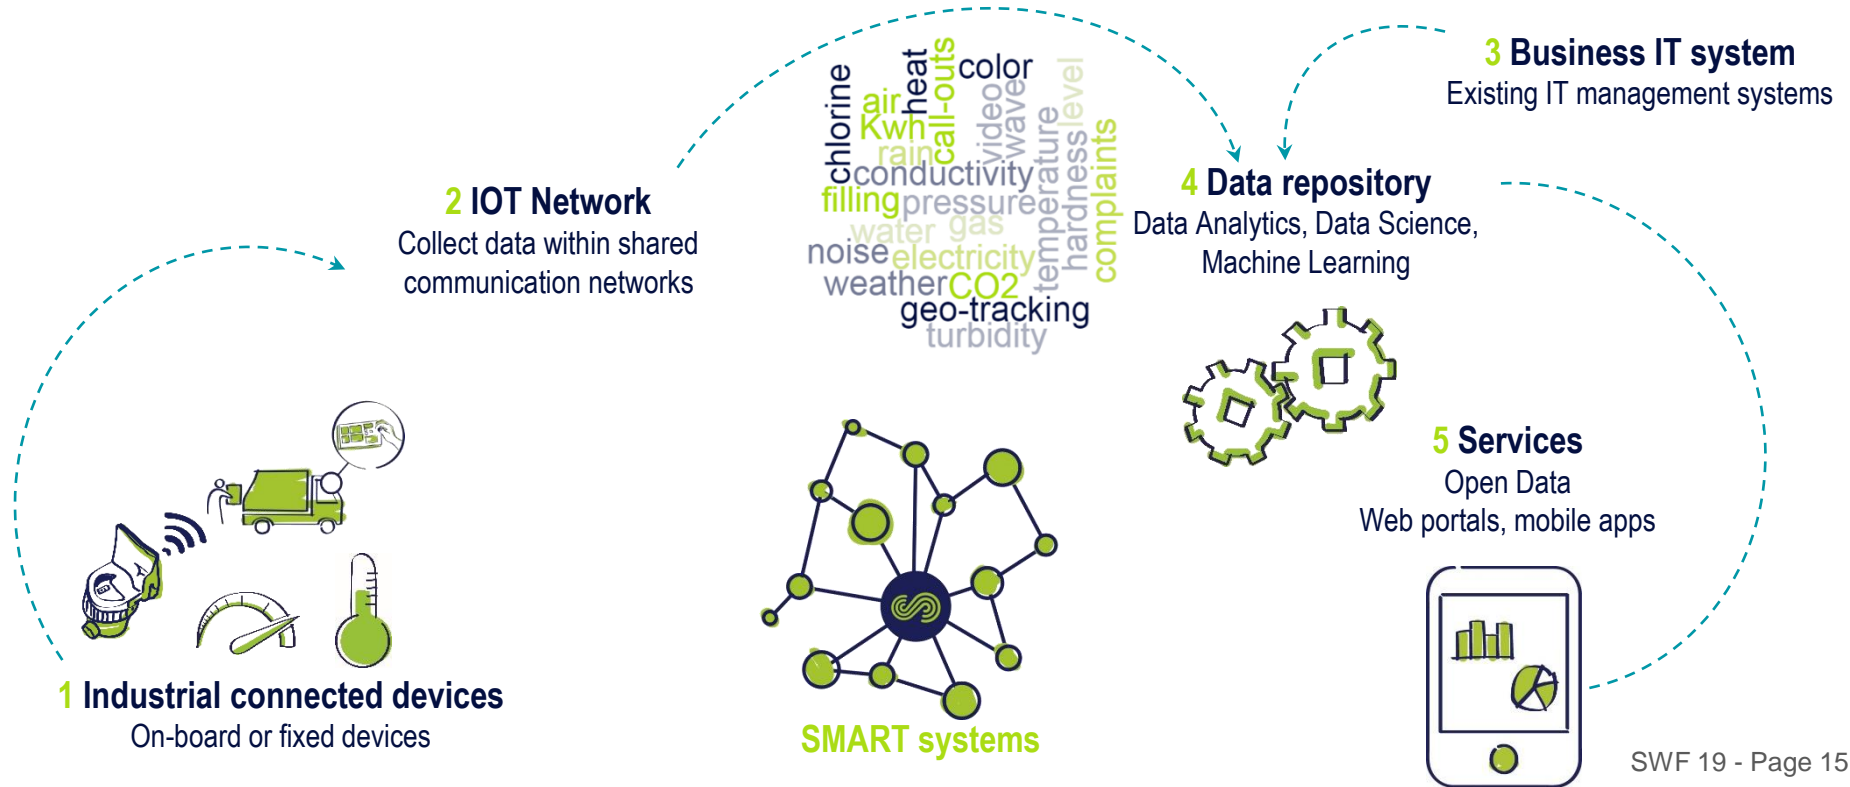 3 Business IT system
Existing IT management systems
2 IOT Network
Collect data within shared
communication networks
chlorine
air
heat
call-outs
color
Kwh
rain
video
wave
level
conductivity
filling
pressure
water
gas
temperature
hardness
complaints
noise
electricity
weather
CO2
geo-tracking
turbidity
4 Data repository
Data Analytics, Data Science,
Machine Learning
5 Services
Open Data
Web portals, mobile apps
1 Industrial connected devices
On-board or fixed devices
SMART systems
SWF 19 - Page 15